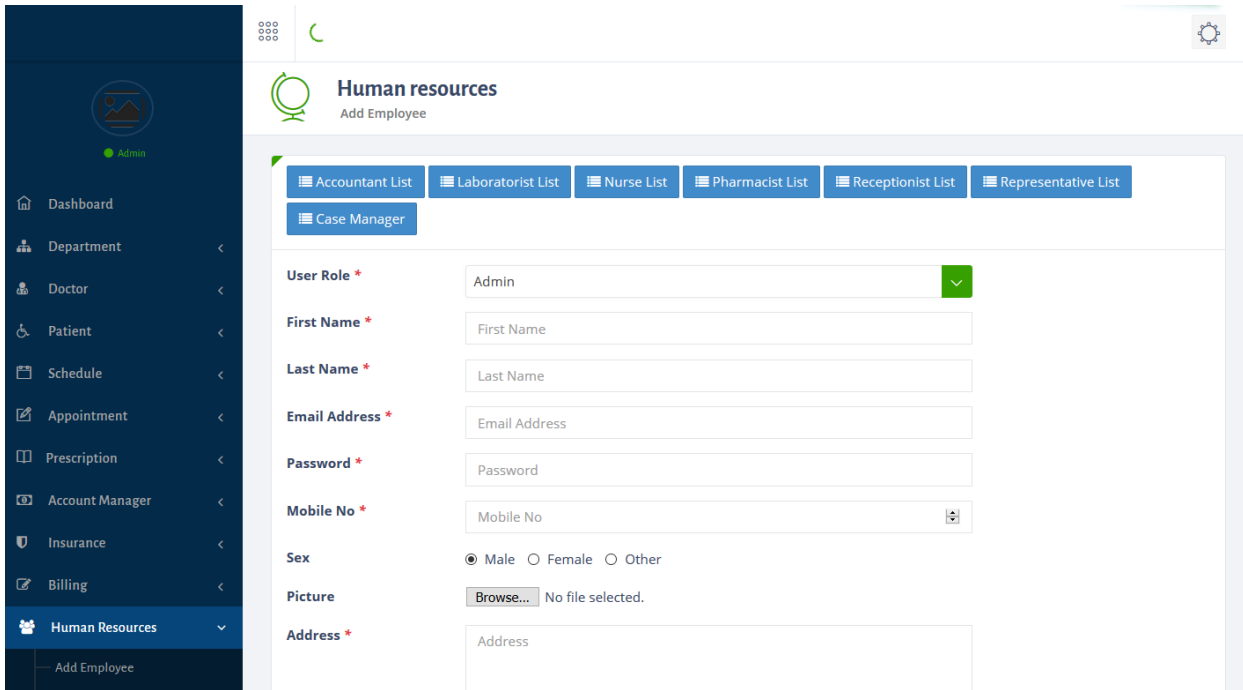 Human resources
Add Employee
Admin
Dashboard
Department
Doctor
Patient
Schedule
Appointment
Prescription
Account Manager
Insurance
Billing
Human Resources
Add Employee
Accountant List Laboratorist List Nurse List Pharmacist List Receptionist List Representative List
Case Manager
User Role * Admin
First Name * First Name
Last Name * Last Name
Email Address * Email Address
Password * Password
Mobile No * Mobile No
Sex Male Female Other
Picture Browse... No file selected.
Address * Address